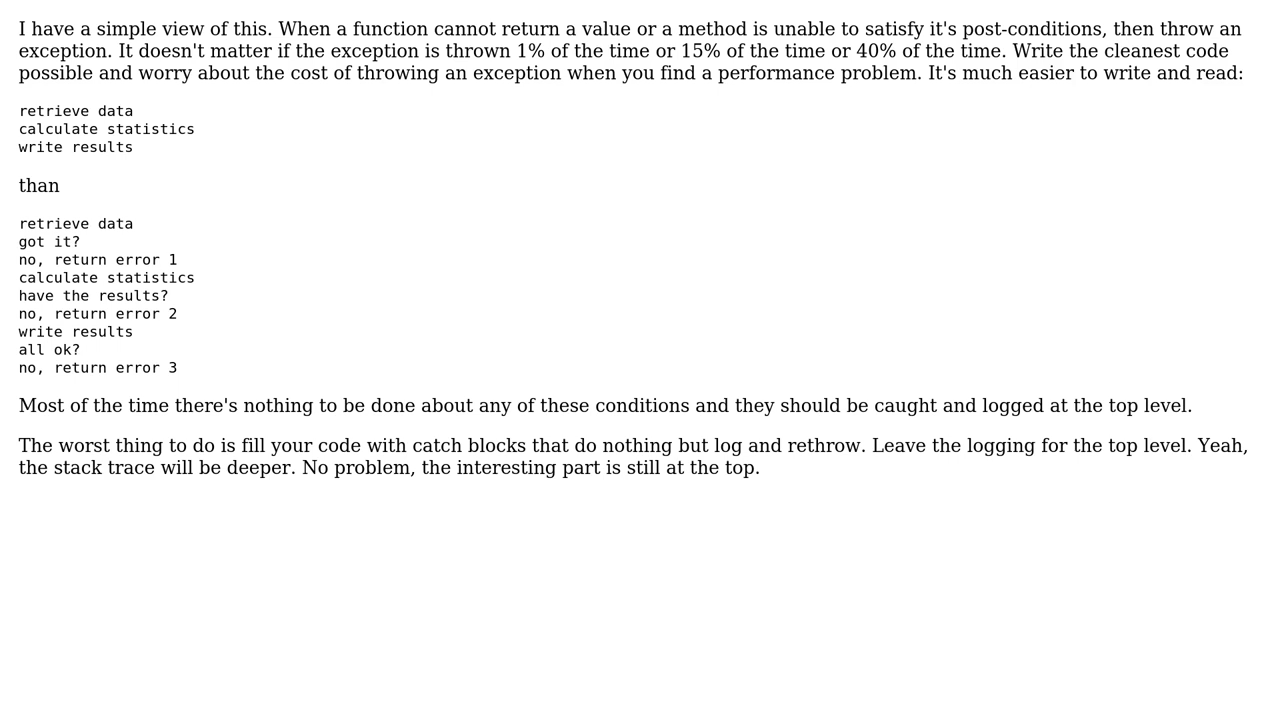 I have a simple view of this. When a function cannot return a value or a method is unable to satisfy it's post-conditions, then throw an
exception. It doesn't matter if the exception is thrown 1% of the time or 15% of the time or 40% of the time. Write the cleanest code
possible and worry about the cost of throwing an exception when you find a performance problem. It's much easier to write and read:
retrieve data
calculate statistics
write results
than
retrieve data
got it?
no, return error 1
calculate statistics
have the results?
no, return error 2
write results
all ok?
no, return error 3
Most of the time there's nothing to be done about any of these conditions and they should be caught and logged at the top level.
The worst thing to do is fill your code with catch blocks that do nothing but log and rethrow. Leave the logging for the top level. Yeah,
the stack trace will be deeper. No problem, the interesting part is still at the top.